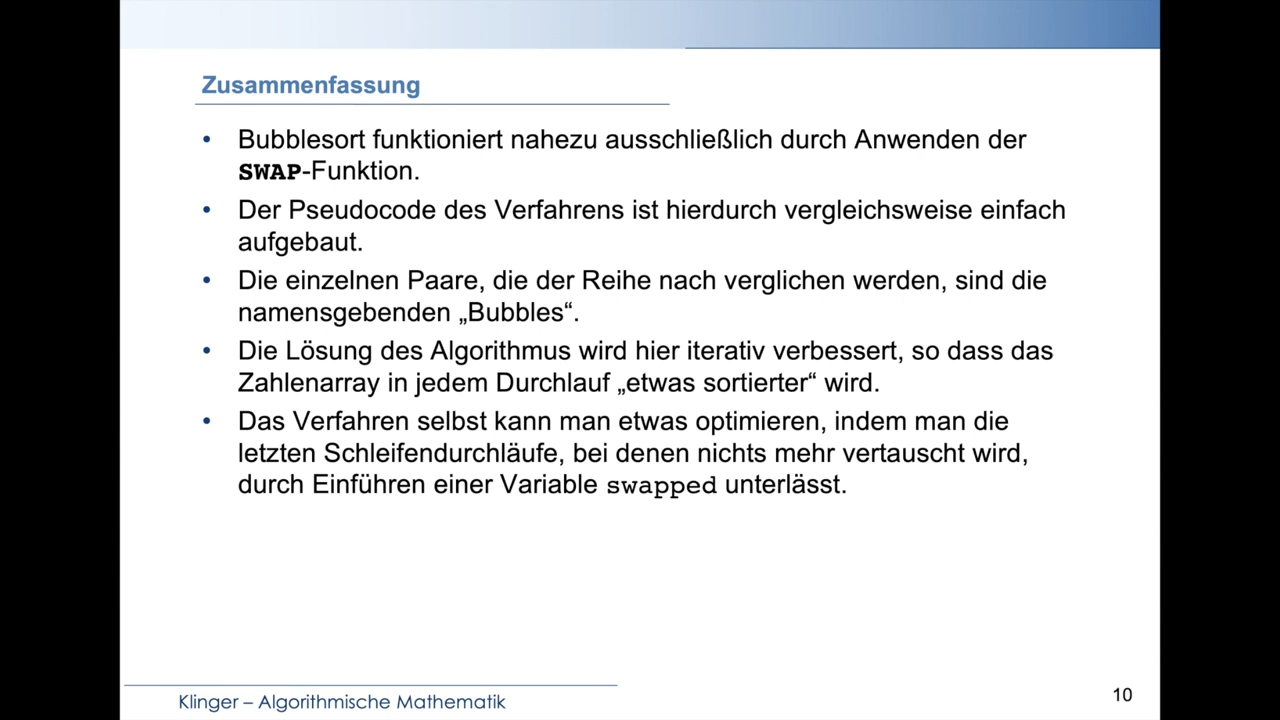 Zusammenfassung
• Bubblesort funktioniert nahezu ausschließlich durch Anwenden der
SWAP-Funktion.
• Der Pseudocode des Verfahrens ist hierdurch vergleichsweise einfach
aufgebaut.
• Die einzelnen Paare, die der Reihe nach verglichen werden, sind die
namensgebenden „Bubbles“.
• Die Lösung des Algorithmus wird hier iterativ verbessert, so dass das
Zahlenarray in jedem Durchlauf „etwas sortierter“ wird.
• Das Verfahren selbst kann man etwas optimieren, indem man die
letzten Schleifendurchläufe, bei denen nichts mehr vertauscht wird,
durch Einführen einer Variable swapped unterlässt.
Klinger – Algorithmische Mathematik
10